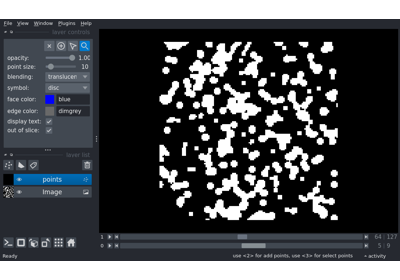 File View Window Plugins Help
layer controls
opacity: 1.00
point size: 10
blending: translucen
symbol: disc
face color: blue
edge color: dimgrey
display text:
out of slice:
layer list
points
Image
1 64 127
0 5 9
Ready use <2> for add points, use <3> for select points activity